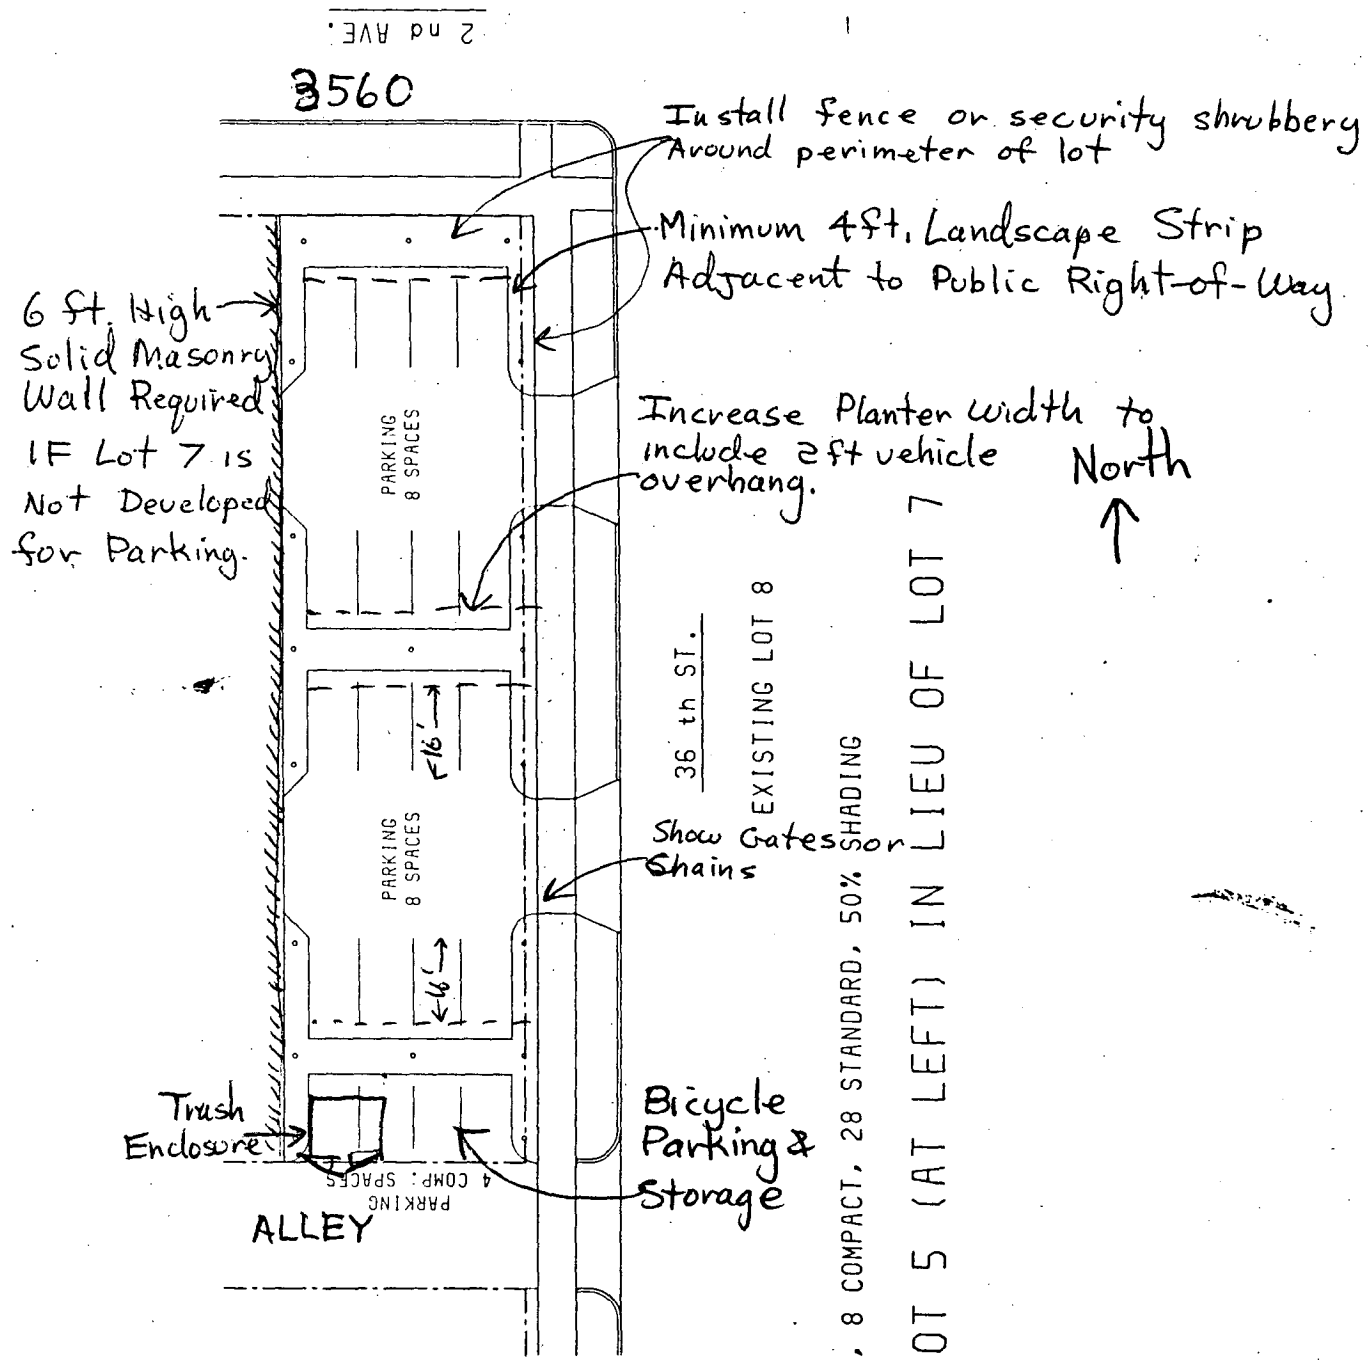 2 nd AVE.
3560
Install fence or security shrubbery
Around perimeter of lot
Minimum 4ft. Landscape Strip
Adjacent to Public Right-of-Way
6 ft. High
Solid Masonry
Wall Required
IF Lot 7 is
Not Developed
for Parking.
Increase Planter width to
include 2ft vehicle
overhang.
North
PARKING
8 SPACES
36 th ST.
EXISTING LOT 8
16'
PARKING
8 SPACES
Show Gates or
Shains
16'
, 8 COMPACT, 28 STANDARD, 50% SHADING
OT 5 (AT LEFT) IN LIEU OF LOT 7
Trash
Enclosure
Bicycle
Parking &
Storage
PARKING
4 COMP: SPACES
ALLEY